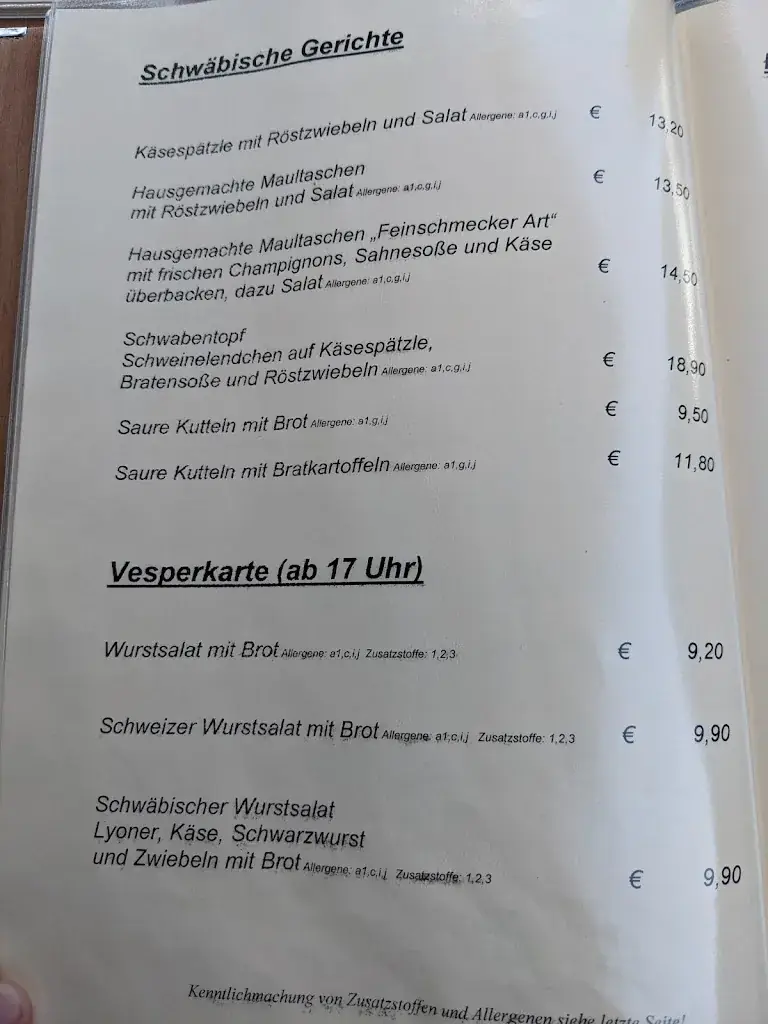 Schwäbische Gerichte
Käsespätzle mit Röstzwiebeln und Salat Allergene: a1,c,g,i,j € 13,20
Hausgemachte Maultaschen
mit Röstzwiebeln und Salat Allergene: a1,c,g,i,j € 13,50
Hausgemachte Maultaschen „Feinschmecker Art“
mit frischen Champignons, Sahnesoße und Käse
überbacken, dazu Salat Allergene: a1,c,g,i,j € 14,50
Schwabentopf
Schweinelendchen auf Käsespätzle,
Bratensoße und Röstzwiebeln Allergene: a1,c,g,i,j € 18,90
Saure Kutteln mit Brot Allergene: a1,g,i,j € 9,50
Saure Kutteln mit Bratkartoffeln Allergene: a1,g,i,j € 11,80
Vesperkarte (ab 17 Uhr)
Wurstsalat mit Brot Allergene: a1,c,i,j Zusatzstoffe: 1,2,3 € 9,20
Schweizer Wurstsalat mit Brot Allergene: a1,c,i,j Zusatzstoffe: 1,2,3 € 9,90
Schwäbischer Wurstsalat
Lyoner, Käse, Schwarzwurst
und Zwiebeln mit Brot Allergene: a1,c,i,j Zusatzstoffe: 1,2,3 € 9,90
Kenntlichmachung von Zusatzstoffen und Allergenen siehe letzte Seite!